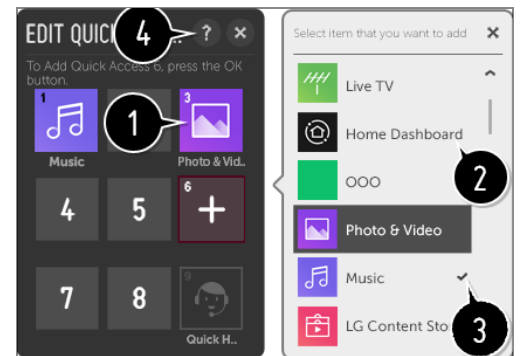 EDIT QUIC
4
..
?
×
To Add Quick Access 6, press the OK
button.
1
Music
1
3
Photo & Vid..
4
5
6
+
7
8
9
Quick H..
Select item that you want to add
×
Live TV
Home Dashboard
2
OOO
Photo & Video
Music
LG Content Sto
3